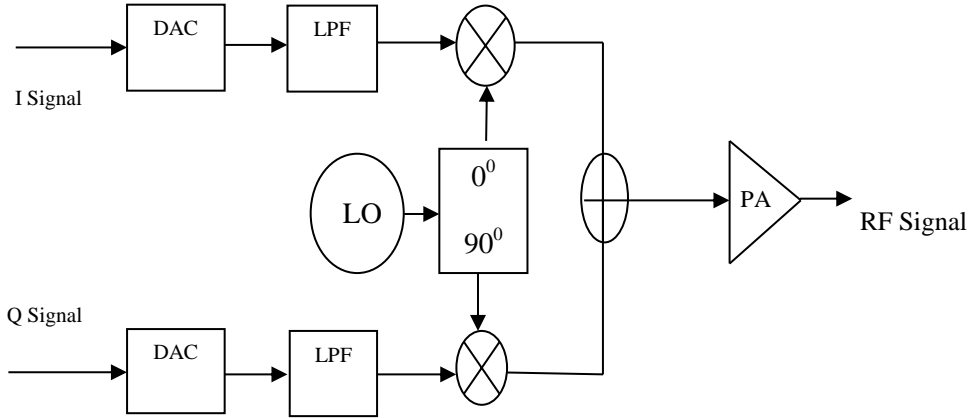 DAC
LPF
I Signal
0⁰
LO
PA
RF Signal
90⁰
Q Signal
DAC
LPF